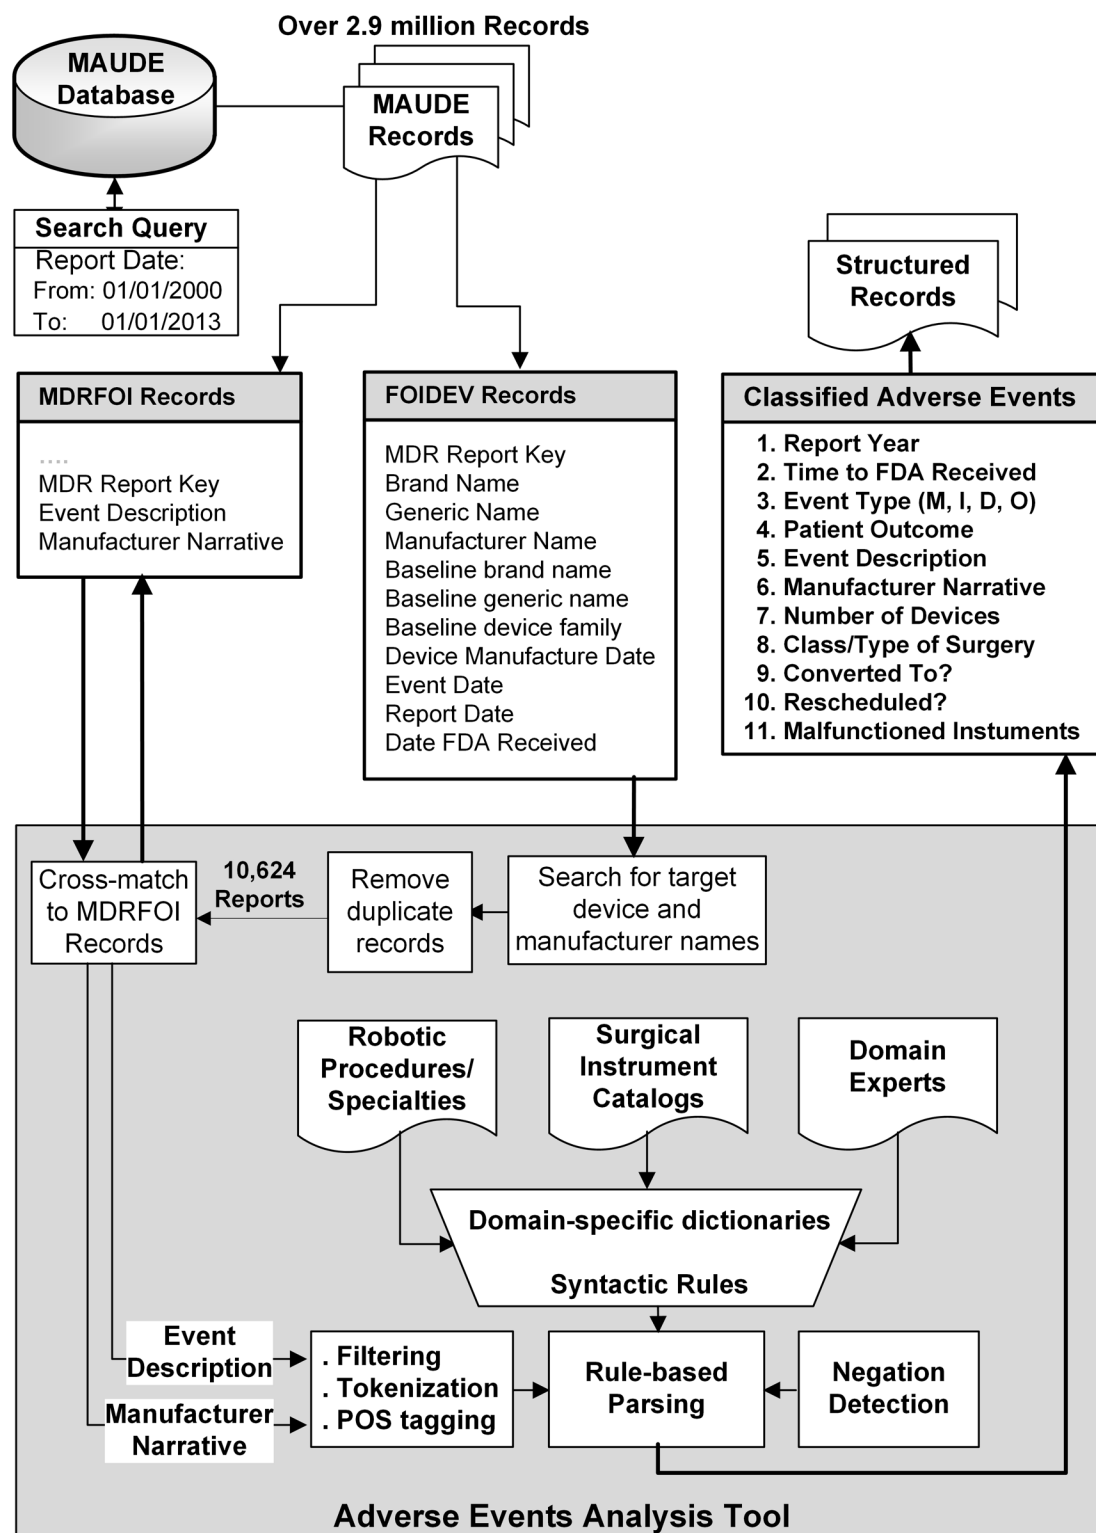 Over 2.9 million Records
MAUDE
Database
MAUDE
Records
Search Query
Report Date:
From: 01/01/2000
To: 01/01/2013
Structured
Records
MDRFOI Records
....
MDR Report Key
Event Description
Manufacturer Narrative
FOIDEV Records
MDR Report Key
Brand Name
Generic Name
Manufacturer Name
Baseline brand name
Baseline generic name
Baseline device family
Device Manufacture Date
Event Date
Report Date
Date FDA Received
Classified Adverse Events
1. Report Year
2. Time to FDA Received
3. Event Type (M, I, D, O)
4. Patient Outcome
5. Event Description
6. Manufacturer Narrative
7. Number of Devices
8. Class/Type of Surgery
9. Converted To?
10. Rescheduled?
11. Malfunctioned Instuments
Cross-match
to MDRFOI
Records
10,624
Reports
Remove
duplicate
records
Search for target
device and
manufacturer names
Robotic
Procedures/
Specialties
Surgical
Instrument
Catalogs
Domain
Experts
Domain-specific dictionaries
Syntactic Rules
Event
Description
Manufacturer
Narrative
. Filtering
. Tokenization
. POS tagging
Rule-based
Parsing
Negation
Detection
Adverse Events Analysis Tool